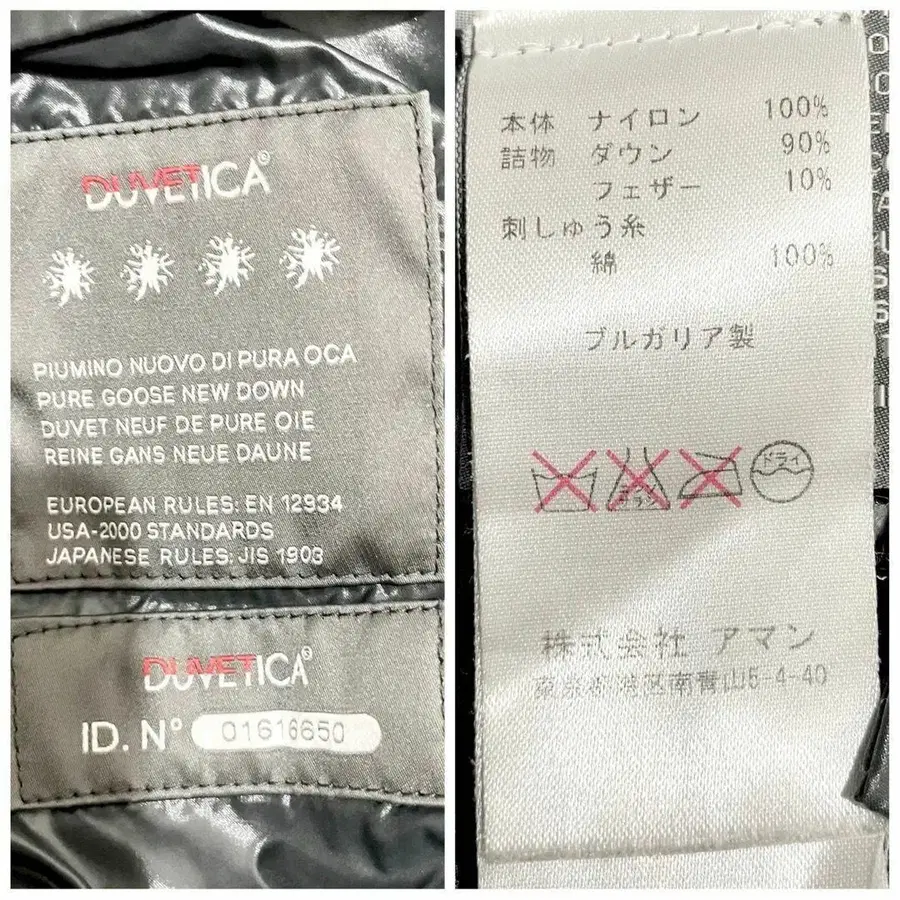 DUVETICA©
PIUMINO NUOVO DI PURA OCA
PURE GOOSE NEW DOWN
DUVET NEUF DE PURE OIE
REINE GANS NEUE DAUNE
EUROPEAN RULES: EN 12934
USA-2000 STANDARDS
JAPANESE RULES: JIS 1903
DUVETICA®
ID. N° 01616650
本体 ナイロン 100%
詰物 ダウン 90%
フェザー 10%
刺しゅう糸
綿 100%
ブルガリア製
エンソ
ドライ
株式会社 アマン
東京都港区南青山5-4-40